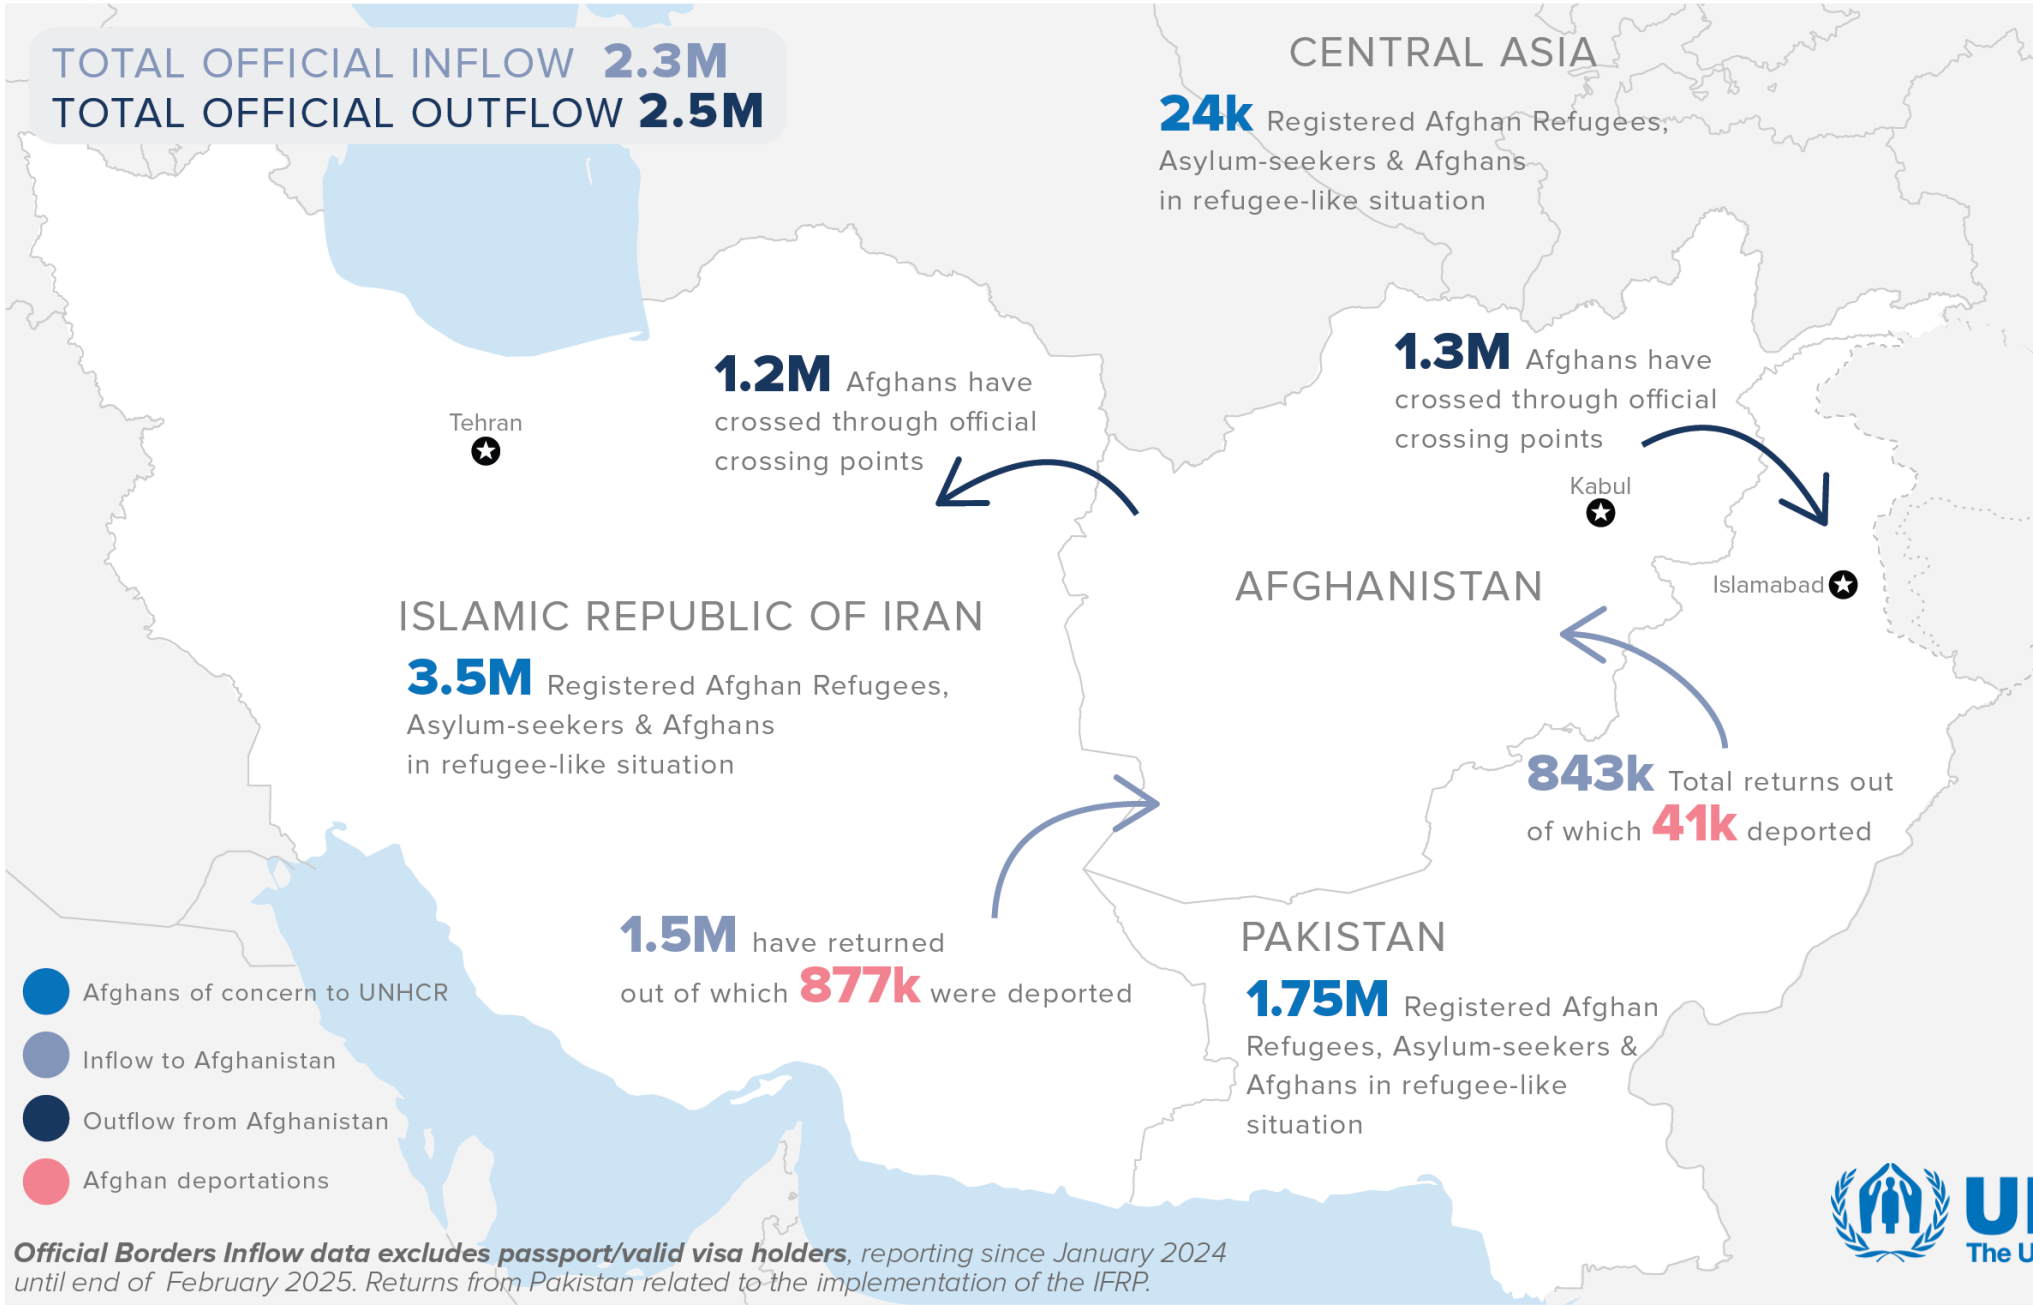 TOTAL OFFICIAL INFLOW 2.3M
TOTAL OFFICIAL OUTFLOW 2.5M
CENTRAL ASIA
24k Registered Afghan Refugees,
Asylum-seekers & Afghans
in refugee-like situation
1.2M Afghans have
crossed through official
crossing points
1.3M Afghans have
crossed through official
crossing points
Tehran
Kabul
Islamabad
AFGHANISTAN
ISLAMIC REPUBLIC OF IRAN
3.5M Registered Afghan Refugees,
Asylum-seekers & Afghans
in refugee-like situation
843k Total returns out
of which 41k deported
1.5M have returned
out of which 877k were deported
PAKISTAN
1.75M Registered Afghan
Refugees, Asylum-seekers &
Afghans in refugee-like
situation
Afghans of concern to UNHCR
Inflow to Afghanistan
Outflow from Afghanistan
Afghan deportations
Official Borders Inflow data excludes passport/valid visa holders, reporting since January 2024
until end of February 2025. Returns from Pakistan related to the implementation of the IFRP.
The U